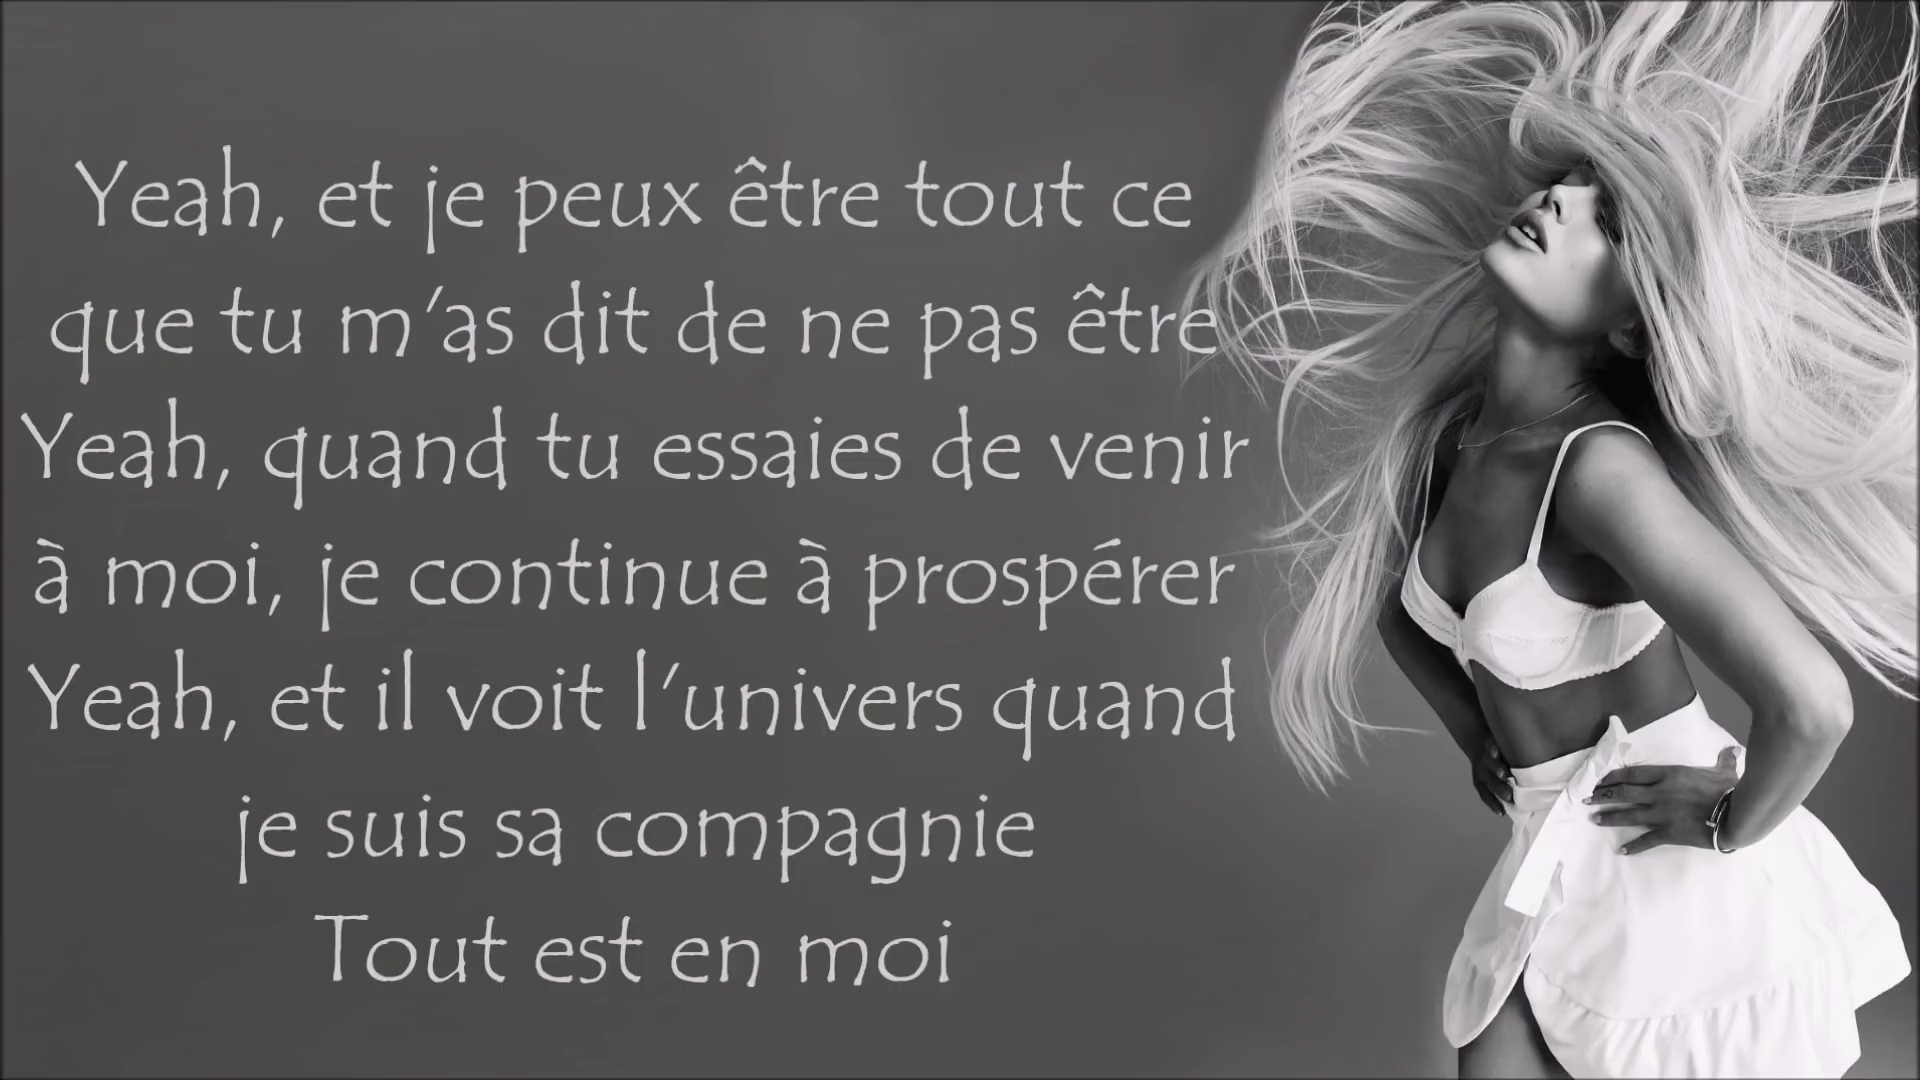 Yeah, et je peux être tout ce
que tu m'as dit de ne pas être
Yeah, quand tu essaies de venir
à moi, je continue à prospérer
Yeah, et il voit l'univers quand
je suis sa compagnie
Tout est en moi